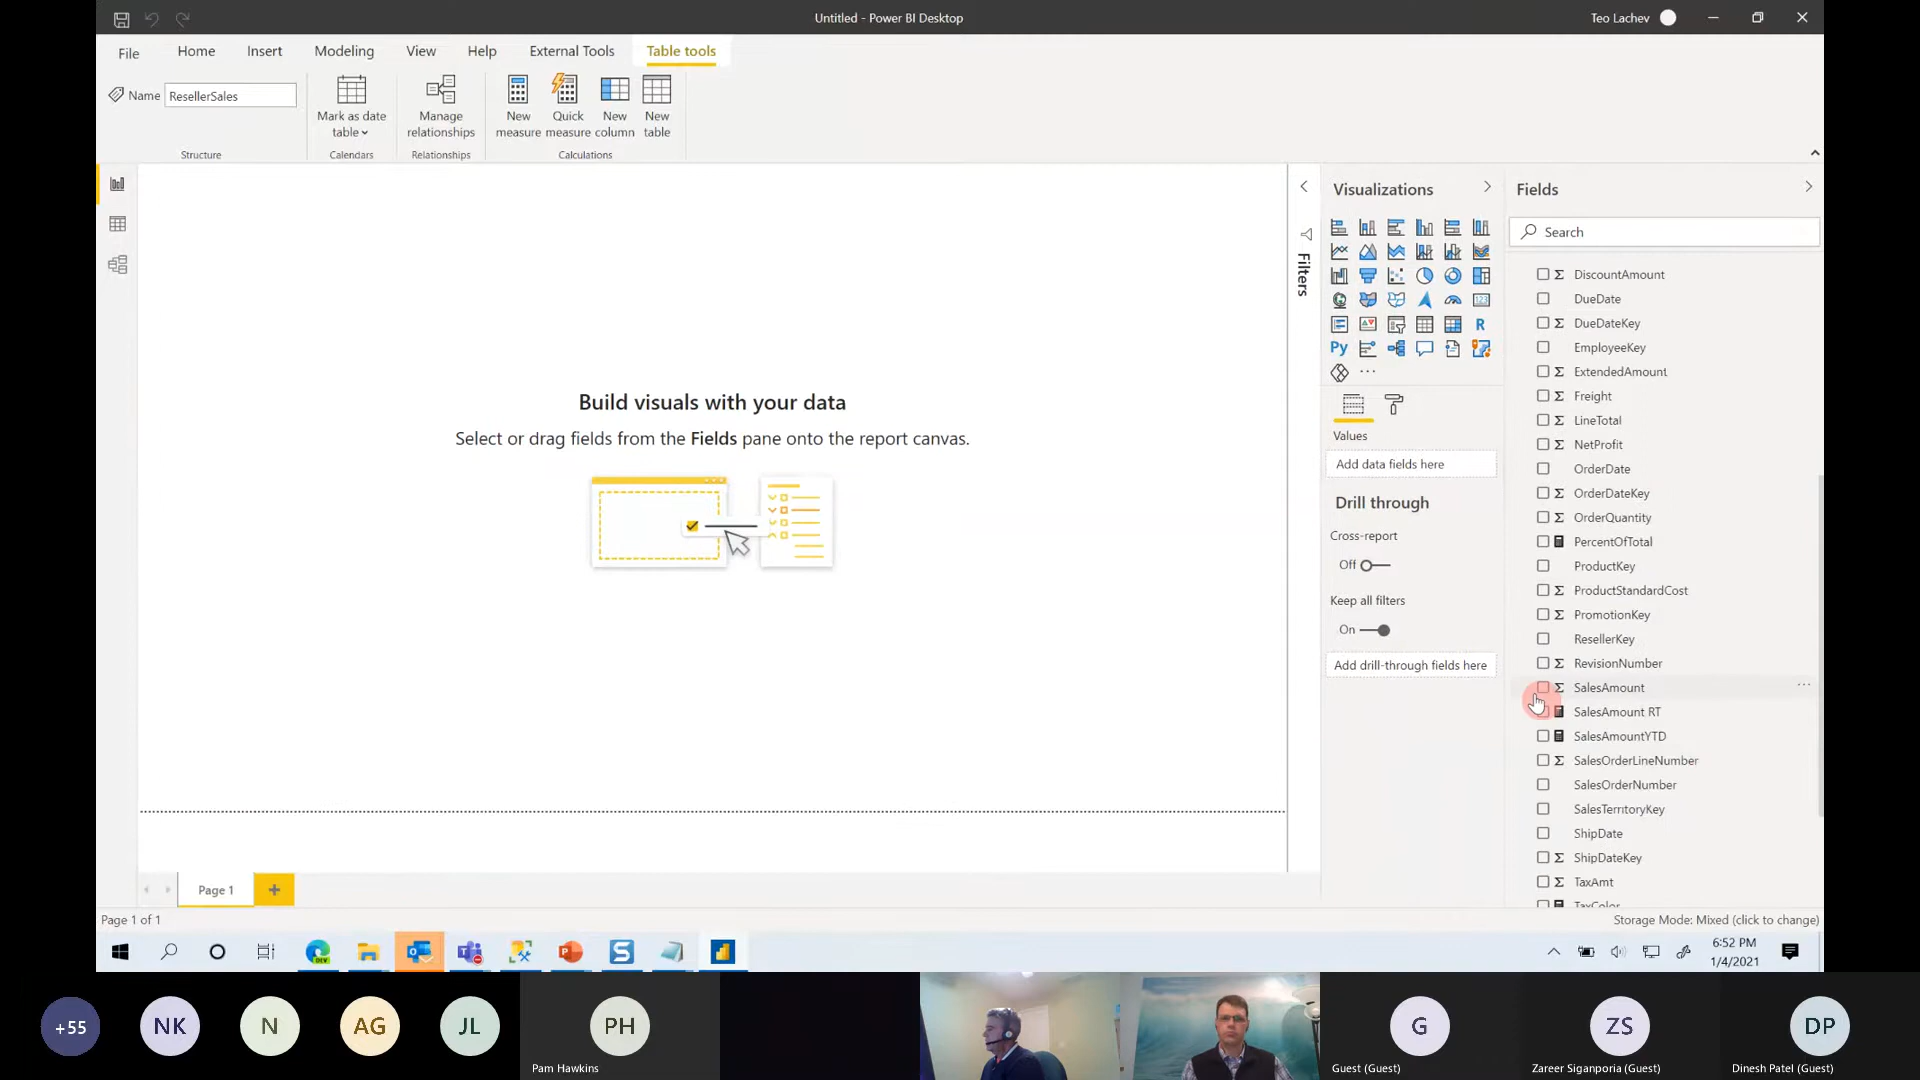 Untitled - Power BI Desktop
Teo Lachev
File
Home
Insert
Modeling
View
Help
External Tools
Table tools
Name
ResellerSales
Mark as date
table
Manage
relationships
New
measure
Quick
measure
New
column
New
table
Structure
Calendars
Relationships
Calculations
Build visuals with your data
Select or drag fields from the Fields pane onto the report canvas.
Filters
Visualizations
123
R
Py
Values
Add data fields here
Drill through
Cross-report
Off
Keep all filters
On
Add drill-through fields here
Fields
Search
DiscountAmount
DueDate
DueDateKey
EmployeeKey
ExtendedAmount
Freight
LineTotal
NetProfit
OrderDate
OrderDateKey
OrderQuantity
PercentOfTotal
ProductKey
ProductStandardCost
PromotionKey
ResellerKey
RevisionNumber
SalesAmount
SalesAmount RT
SalesAmountYTD
SalesOrderLineNumber
SalesOrderNumber
SalesTerritoryKey
ShipDate
ShipDateKey
TaxAmt
TaxColor
Page 1
Page 1 of 1
Storage Mode: Mixed (click to change)
DEV
6:52 PM
1/4/2021
+55
NK
N
AG
JL
PH
Pam Hawkins
G
Guest (Guest)
ZS
Zareer Siganporia (Guest)
DP
Dinesh Patel (Guest)